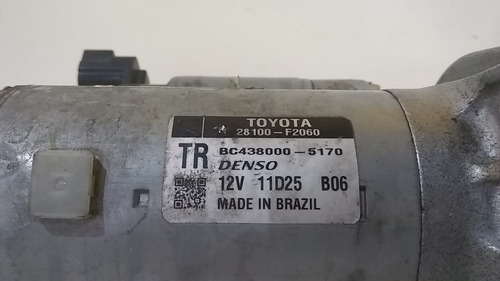 TOYOTA
28100-F2060
TR BC438000-5170
DENSO
12V 11D25 B06
MADE IN BRAZIL